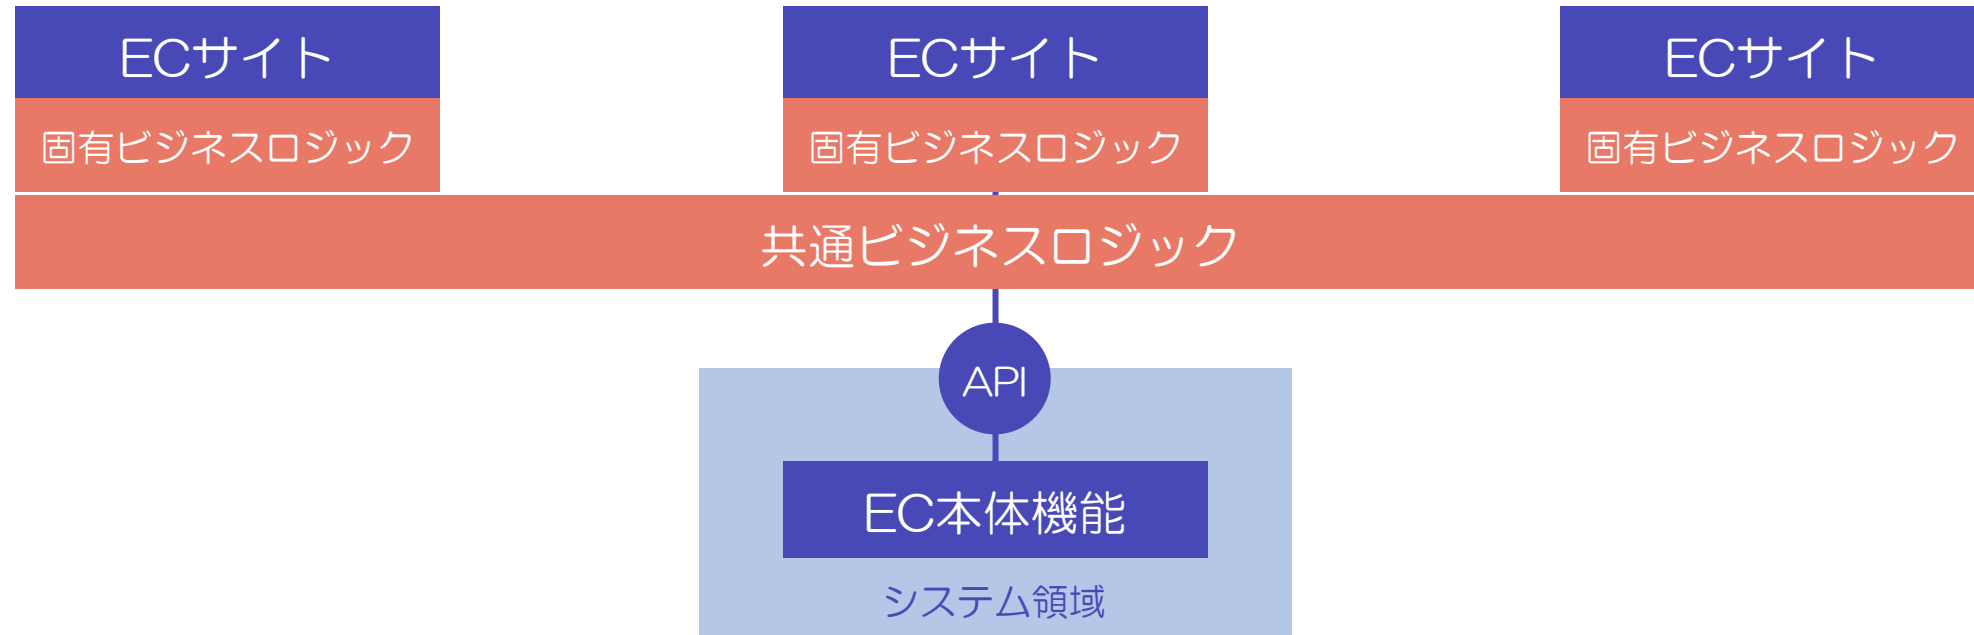 ECサイト
ECサイト
ECサイト
固有ビジネスロジック
固有ビジネスロジック
固有ビジネスロジック
共通ビジネスロジック
API
EC本体機能
システム領域